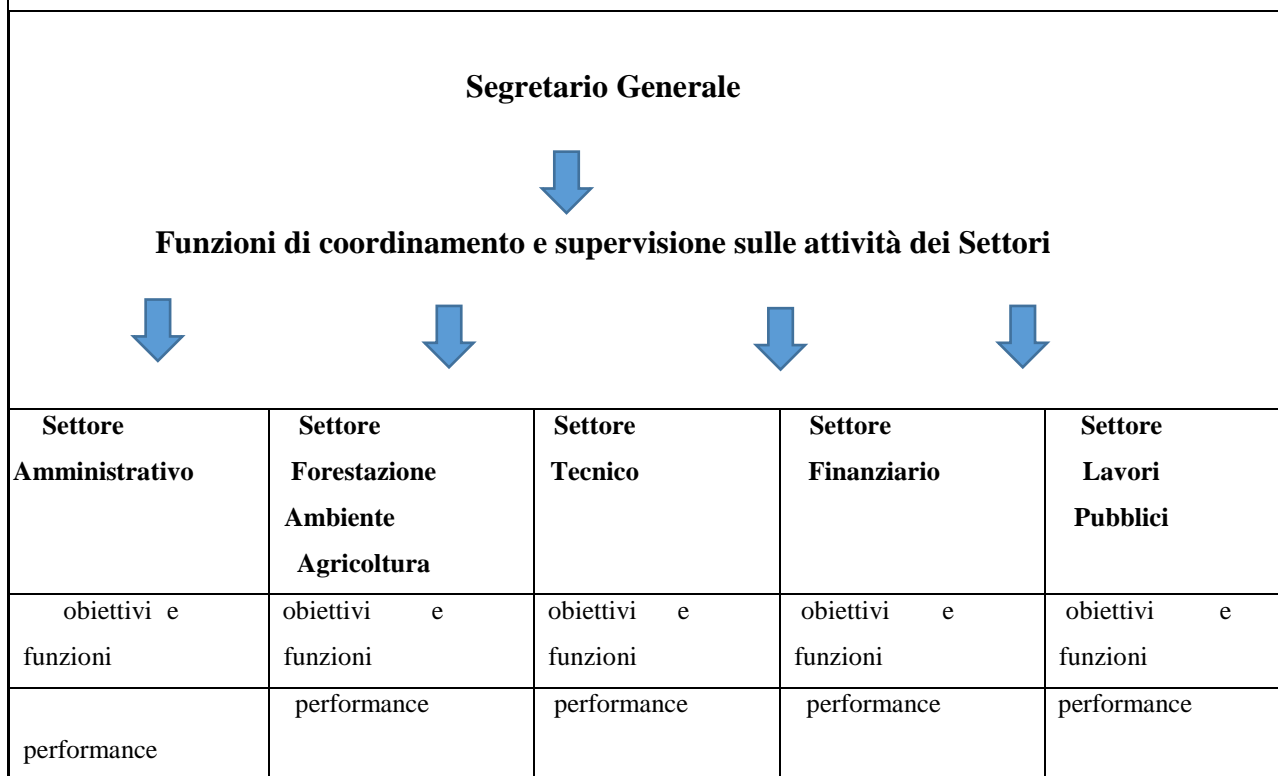 Segretario Generale
Funzioni di coordinamento e supervisione sulle attività dei Settori
Settore
Amministrativo
Settore
Forestazione
Ambiente
Agricoltura
Settore
Tecnico
Settore
Finanziario
Settore
Lavori
Pubblici
obiettivi e
funzioni
obiettivi e
funzioni
obiettivi e
funzioni
obiettivi e
funzioni
obiettivi e
funzioni
performance
performance
performance
performance
performance